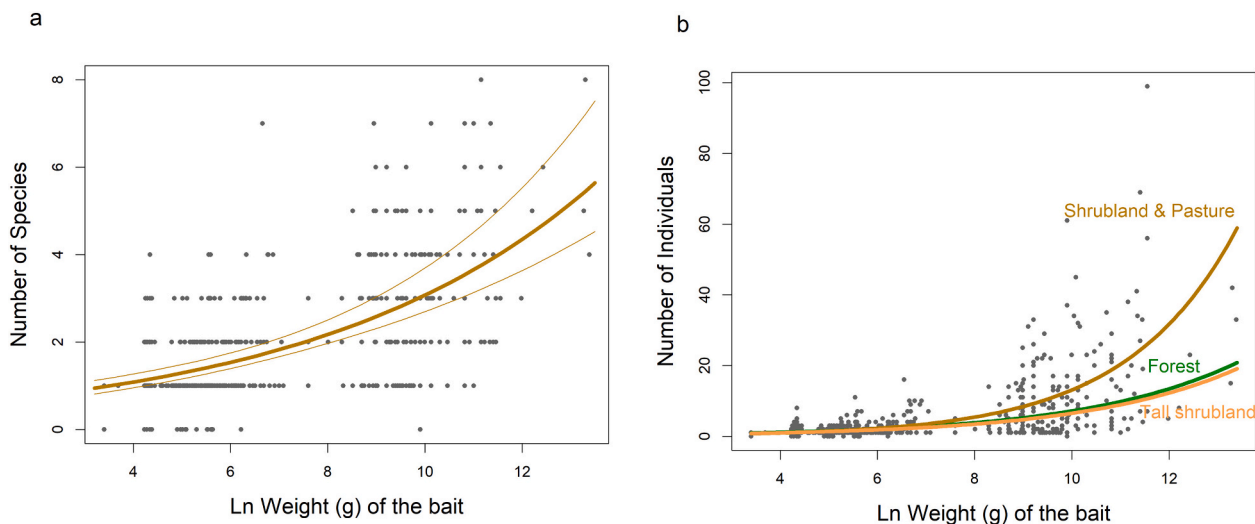 a
8
6
4
2
0
Number of Species
4 6 8 10 12
Ln Weight (g) of the bait
b
100
80
60
40
20
0
Number of Individuals
Shrubland & Pasture
Forest
Tall shrubland
4 6 8 10 12
Ln Weight (g) of the bait